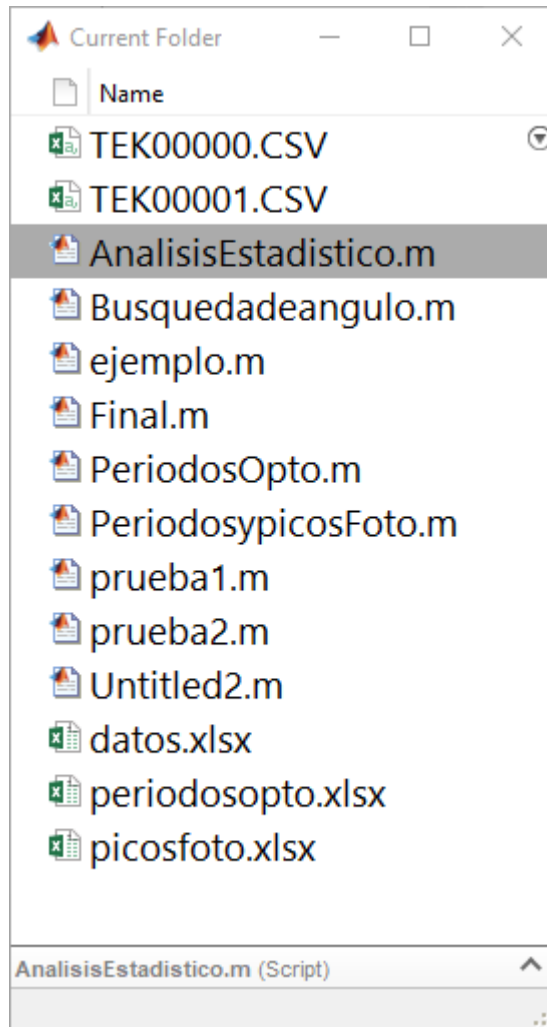 Current Folder
Name
TEK00000.CSV
TEK00001.CSV
AnalisisEstadistico.m
Busquedadeangulo.m
ejemplo.m
Final.m
PeriodosOpto.m
PeriodosypicosFoto.m
prueba1.m
prueba2.m
Untitled2.m
datos.xlsx
periodosopto.xlsx
picosfoto.xlsx
AnalisisEstadistico.m (Script)